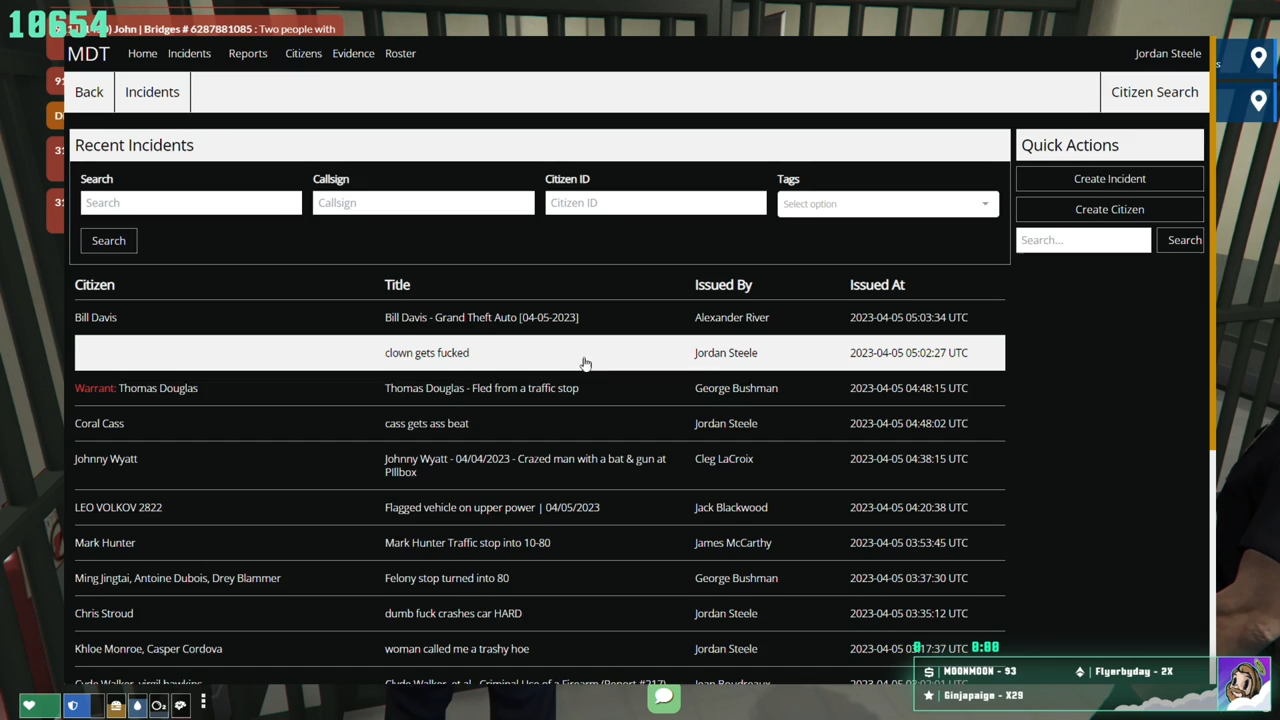 10654
John | Bridges # 6287881085 : Two people with
MDT Home Incidents Reports Citizens Evidence Roster Jordan Steele
Back Incidents Citizen Search
Recent Incidents Quick Actions
Search Callsign Citizen ID Tags
Search Callsign Citizen ID Select option
Search
Create Incident
Create Citizen
Search... Search
Citizen Title Issued By Issued At
Bill Davis Bill Davis - Grand Theft Auto [04-05-2023] Alexander River 2023-04-05 05:03:34 UTC
clown gets fucked Jordan Steele 2023-04-05 05:02:27 UTC
Warrant: Thomas Douglas Thomas Douglas - Fled from a traffic stop George Bushman 2023-04-05 04:48:15 UTC
Coral Cass cass gets ass beat Jordan Steele 2023-04-05 04:48:02 UTC
Johnny Wyatt Johnny Wyatt - 04/04/2023 - Crazed man with a bat & gun at Cleg LaCroix 2023-04-05 04:38:15 UTC
PIllbox
LEO VOLKOV 2822 Flagged vehicle on upper power | 04/05/2023 Jack Blackwood 2023-04-05 04:20:38 UTC
Mark Hunter Mark Hunter Traffic stop into 10-80 James McCarthy 2023-04-05 03:53:45 UTC
Ming Jingtai, Antoine Dubois, Drey Blammer Felony stop turned into 80 George Bushman 2023-04-05 03:37:30 UTC
Chris Stroud dumb fuck crashes car HARD Jordan Steele 2023-04-05 03:35:12 UTC
Khloe Monroe, Casper Cordova woman called me a trashy hoe Jordan Steele 2023-04-05 03:17:37 UTC
0 0:00
MOONMOON - 93 Flyerbyday - 2X
Ginjapaige - X29
O2